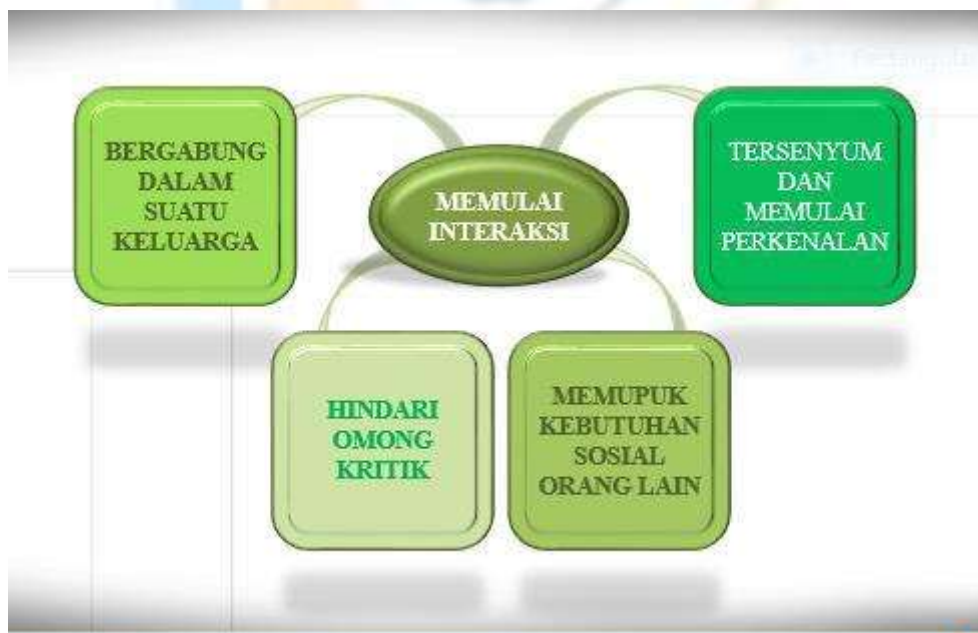 BERGABUNG
DALAM
SUATU
KELUARGA
MEMULAI
INTERAKSI
TERSENYUM
DAN
MEMULAI
PERKENALAN
HINDARI
OMONG
KRITIK
MEMUPUK
KEBUTUHAN
SOSIAL
ORANG LAIN